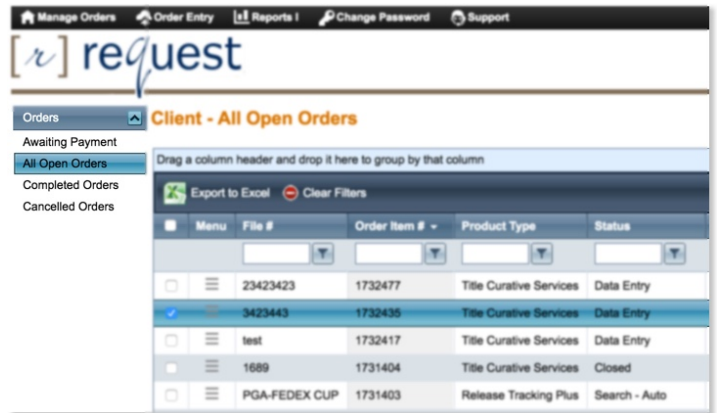 Manage Orders Order Entry Reports I Change Password Support
[r] request
Orders
Awaiting Payment
All Open Orders
Completed Orders
Cancelled Orders
Client - All Open Orders
Drag a column header and drop it here to group by that column
Export to Excel Clear Filters
Menu File # Order Item # Product Type Status
23423423 1732477 Title Curative Services Data Entry
3423443 1732435 Title Curative Services Data Entry
test 1732417 Title Curative Services Data Entry
1689 1731404 Title Curative Services Closed
PGA-FEDEX CUP 1731403 Release Tracking Plus Search - Auto